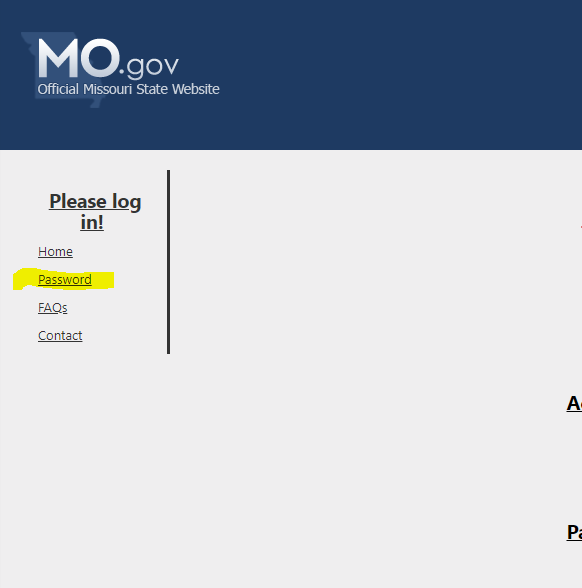 MO.gov
Official Missouri State Website
Please log
in!
Home
Password
FAQs
Contact